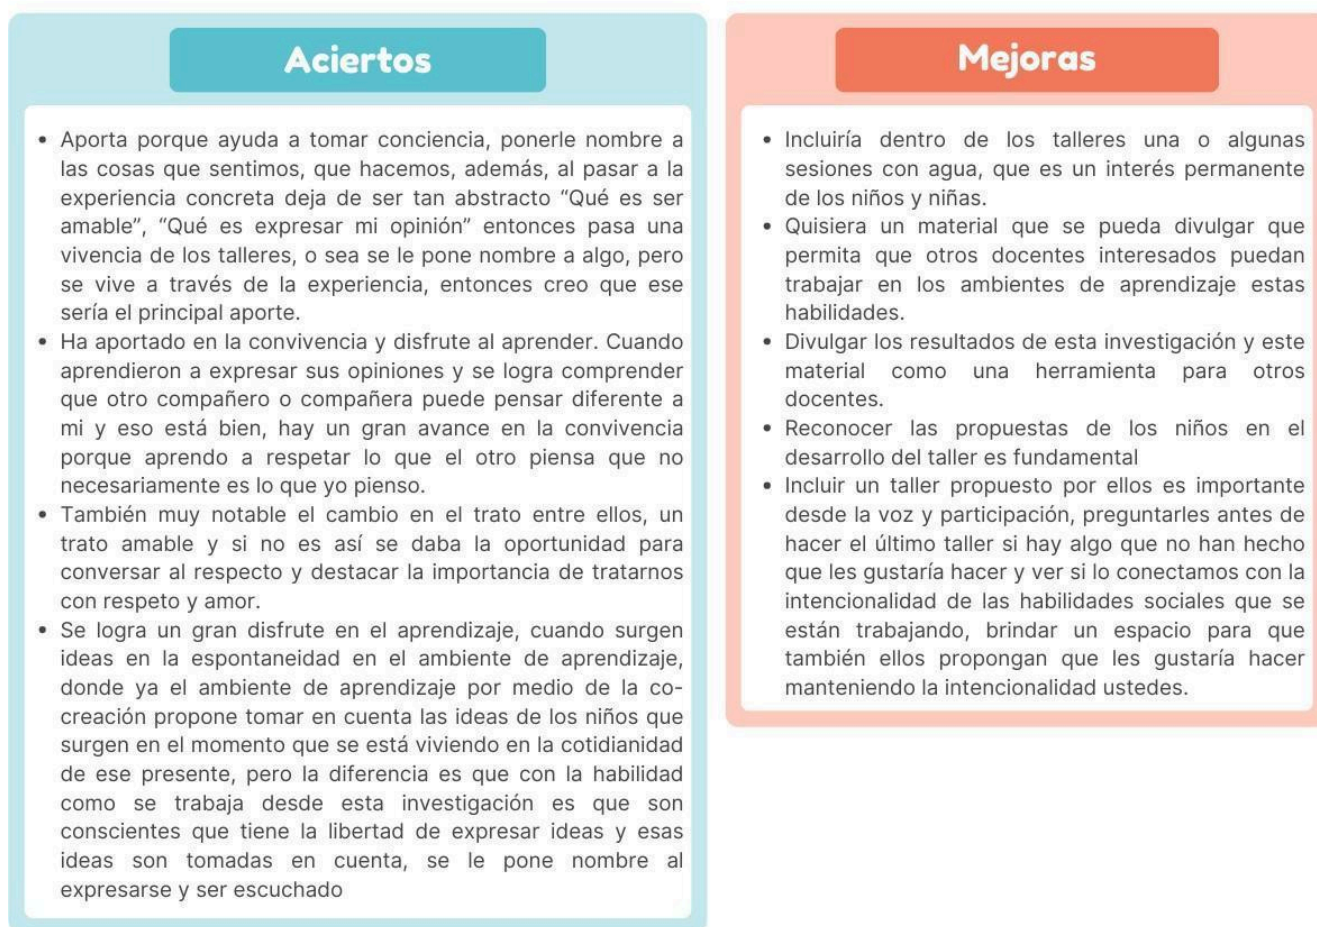 Aciertos
• Aporta porque ayuda a tomar conciencia, ponerle nombre a
las cosas que sentimos, que hacemos, además, al pasar a la
experiencia concreta deja de ser tan abstracto “Qué es ser
amable”, “Qué es expresar mi opinión” entonces pasa una
vivencia de los talleres, o sea se le pone nombre a algo, pero
se vive a través de la experiencia, entonces creo que ese
sería el principal aporte.
• Ha aportado en la convivencia y disfrute al aprender. Cuando
aprendieron a expresar sus opiniones y se logra comprender
que otro compañero o compañera puede pensar diferente a
mi y eso está bien, hay un gran avance en la convivencia
porque aprendo a respetar lo que el otro piensa que no
necesariamente es lo que yo pienso.
• También muy notable el cambio en el trato entre ellos, un
trato amable y si no es así se daba la oportunidad para
conversar al respecto y destacar la importancia de tratarnos
con respeto y amor.
• Se logra un gran disfrute en el aprendizaje, cuando surgen
ideas en la espontaneidad en el ambiente de aprendizaje,
donde ya el ambiente de aprendizaje por medio de la co-
creación propone tomar en cuenta las ideas de los niños que
surgen en el momento que se está viviendo en la cotidianidad
de ese presente, pero la diferencia es que con la habilidad
como se trabaja desde esta investigación es que son
conscientes que tiene la libertad de expresar ideas y esas
ideas son tomadas en cuenta, se le pone nombre al
expresarse y ser escuchado
Mejoras
• Incluiría dentro de los talleres una o algunas
sesiones con agua, que es un interés permanente
de los niños y niñas.
• Quisiera un material que se pueda divulgar que
permita que otros docentes interesados puedan
trabajar en los ambientes de aprendizaje estas
habilidades.
• Divulgar los resultados de esta investigación y este
material como una herramienta para otros
docentes.
• Reconocer las propuestas de los niños en el
desarrollo del taller es fundamental
• Incluir un taller propuesto por ellos es importante
desde la voz y participación, preguntarles antes de
hacer el último taller si hay algo que no han hecho
que les gustaría hacer y ver si lo conectamos con la
intencionalidad de las habilidades sociales que se
están trabajando, brindar un espacio para que
también ellos propongan que les gustaría hacer
manteniendo la intencionalidad ustedes.